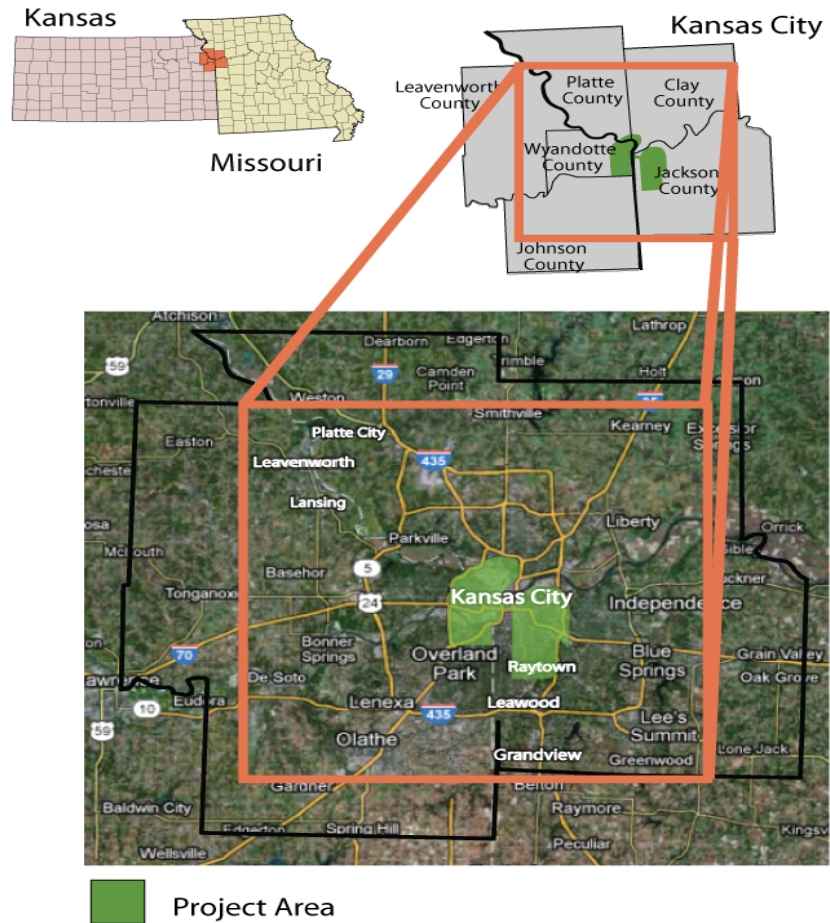 Kansas
Kansas City
Missouri
Leavenworth
County
Platte
County
Clay
County
Wyandotte
County
Jackson
County
Johnson
County
Atchison
Lathrop
Dearborn
Edgerton
Trimble
Holt
59
29
Camden
Point
Weston
35
Smithville
Kearney
Excelsior
Springs
Easton
Platte City
Leavenworth
435
Lansing
Liberty
Orrick
Parkville
McLouth
Basehor
5
24
Tonganoxi
Kansas City
Independence
Bonner
Springs
70
Overland
Park
Raytown
Blue
Springs
Grain Valley
Oak Grove
De Soto
Eudora
10
59
Lenexa
435
Leawood
Lee's
Summit
Olathe
Grandview
Greenwood
Lone Jack
Gardner
Belton
Baldwin City
Raymore
Edgerton
Spring Hill
Peculiar
Wellsville
Project Area